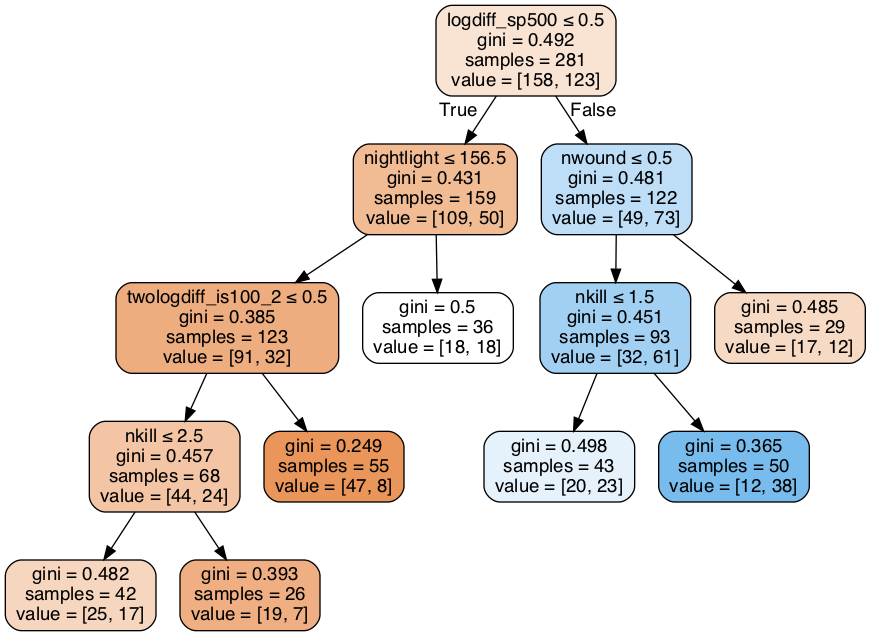 logdiff_sp500 ≤ 0.5
gini = 0.492
samples = 281
value = [158, 123]
True
False
nightlight ≤ 156.5
gini = 0.431
samples = 159
value = [109, 50]
nwound ≤ 0.5
gini = 0.481
samples = 122
value = [49, 73]
twologdiff_is100_2 ≤ 0.5
gini = 0.385
samples = 123
value = [91, 32]
gini = 0.5
samples = 36
value = [18, 18]
nkill ≤ 1.5
gini = 0.451
samples = 93
value = [32, 61]
gini = 0.485
samples = 29
value = [17, 12]
nkill ≤ 2.5
gini = 0.457
samples = 68
value = [44, 24]
gini = 0.249
samples = 55
value = [47, 8]
gini = 0.498
samples = 43
value = [20, 23]
gini = 0.365
samples = 50
value = [12, 38]
gini = 0.482
samples = 42
value = [25, 17]
gini = 0.393
samples = 26
value = [19, 7]